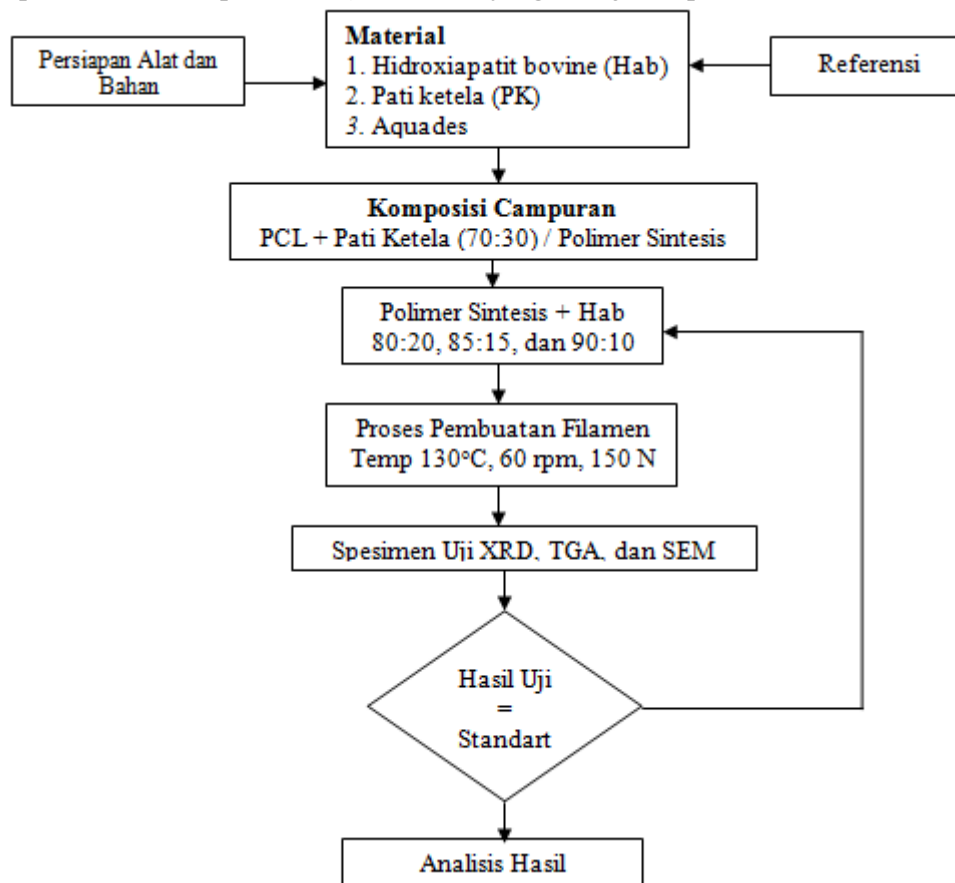 Persiapan Alat dan
Bahan
Material
1. Hidroxiapatit bovine (Hab)
2. Pati ketela (PK)
3. Aquades
Referensi
Komposisi Campuran
PCL + Pati Ketela (70:30) / Polimer Sintesis
Polimer Sintesis + Hab
80:20, 85:15, dan 90:10
Proses Pembuatan Filamen
Temp 130°C, 60 rpm, 150 N
Spesimen Uji XRD, TGA, dan SEM
Hasil Uji
=
Standart
Analisis Hasil